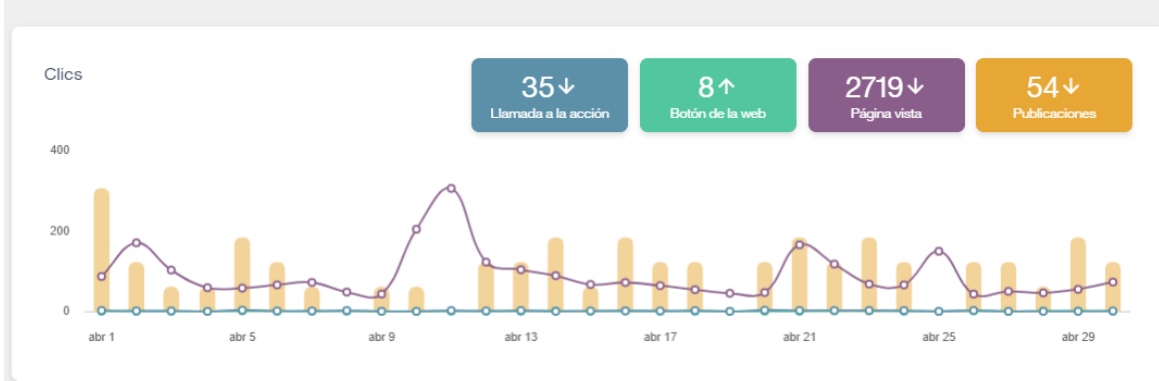 Clics
35↓
Llamada a la acción
8↑
Botón de la web
2719↓
Página vista
54↓
Publicaciones
400
200
0
abr 1
abr 5
abr 9
abr 13
abr 17
abr 21
abr 25
abr 29